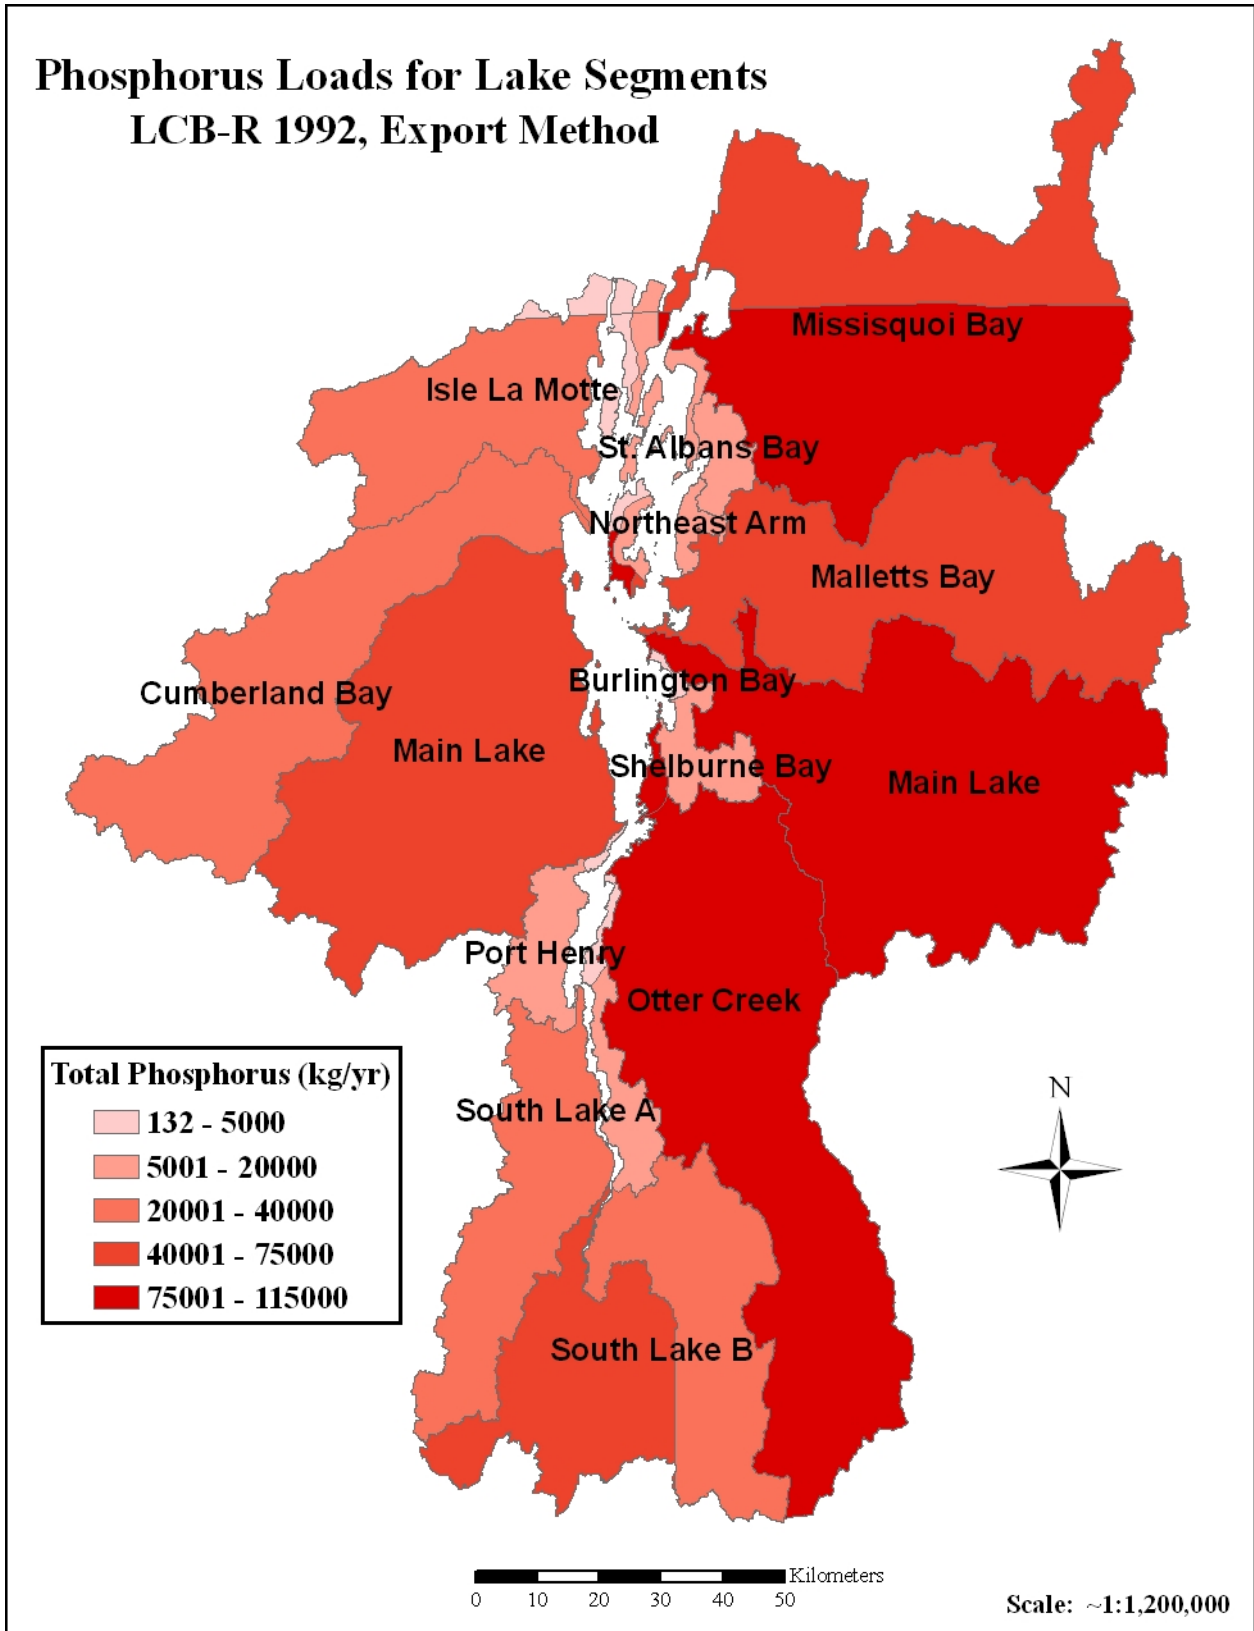 Phosphorus Loads for Lake Segments
LCB-R 1992, Export Method
Missisquoi Bay
Isle La Motte
St. Albans Bay
Northeast Arm
Malletts Bay
Burlington Bay
Cumberland Bay
Main Lake
Shelburne Bay
Main Lake
Port Henry
Otter Creek
South Lake A
South Lake B
Total Phosphorus (kg/yr)
132 - 5000
5001 - 20000
20001 - 40000
40001 - 75000
75001 - 115000
N
Kilometers
0 10 20 30 40 50
Scale: ~1:1,200,000